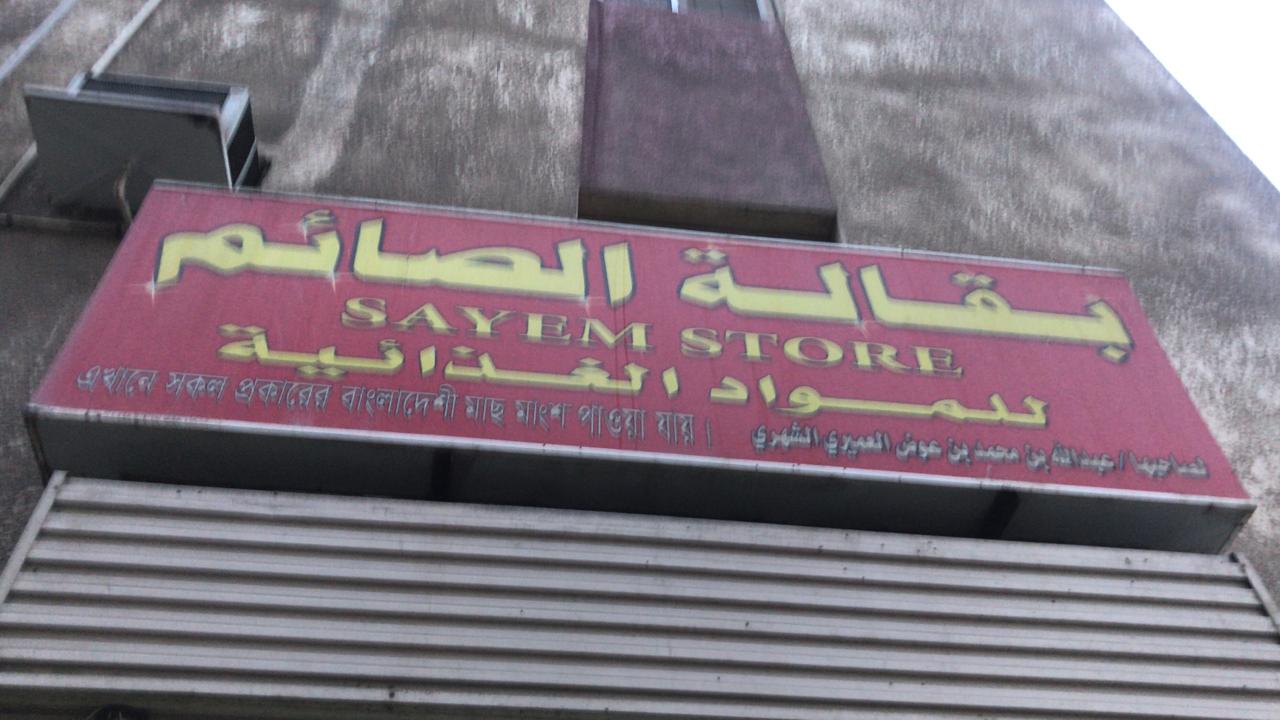 بقالة الصائم
SAYEM STORE
للمواد الغذائية
এখানে সকল প্রকারের বাংলাদেশী মাছ মাংশ পাওয়া যায়।
لصاحبها / عبدالله بن محمد بن عوض العميري الشهري